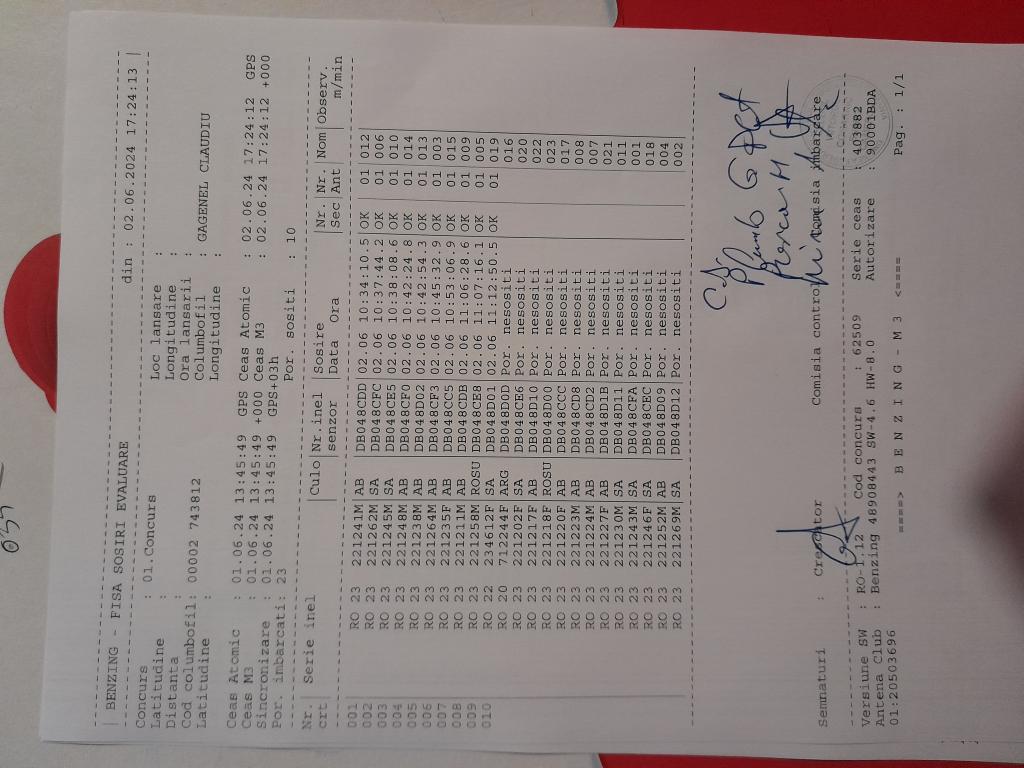 | BENZING - FISA SOSIRI EVALUARE din : 02.06.2024 17:24:13 |
Concurs : 01.Concurs Loc lansare :
Latitudine : Longitudine :
Distanta : Ora lansarii :
Cod columbofil: 00002 743812 Columbofil : GAGENEL CLAUDIU
Latitudine : Longitudine :
Ceas Atomic : 01.06.24 13:45:49 GPS Ceas Atomic : 02.06.24 17:24:12 GPS
Ceas M3 : 01.06.24 13:45:49 +000 Ceas M3 : 02.06.24 17:24:12 +000
Sincronizare : 01.06.24 13:45:49 GPS+03h
Por. imbarcati: 23 Por. sositi : 10
Nr.| Serie inel |Culo|Nr.inel |Sosire |Nr.|Nr.|Nom|Observ.
crt| senzor |Data Ora |Sec|Ant| | m/min
001 RO 23 2211241M AB DB048CDD 02.06 10:34:10.5 OK 01 012
002 RO 23 221262M SA DB048CFC 02.06 10:37:44.2 OK 01 006
003 RO 23 221245M SA DB048CE5 02.06 10:38:08.6 OK 01 010
004 RO 23 221248M AB DB048CF0 02.06 10:42:24.8 OK 01 014
005 RO 23 221238M AB DB048D02 02.06 10:42:54.3 OK 01 013
006 RO 23 221264M AB DB048CF3 02.06 10:45:32.9 OK 01 003
007 RO 23 221235F AB DB048CC5 02.06 10:53:06.9 OK 01 015
008 RO 23 221211M AB DB048CDB 02.06 11:06:28.6 OK 01 009
009 RO 23 221258M ROSU DB048CE8 02.06 11:07:16.1 OK 01 005
010 RO 22 234612F SA DB048D01 02.06 11:12:50.5 OK 01 019
RO 20 712244F ARG DB048D0D Por. nesositi 016
RO 23 221202F SA DB048CE6 Por. nesositi 020
RO 23 221217F AB DB048D10 Por. nesositi 022
RO 23 221218F ROSU DB048D00 Por. nesositi 023
RO 23 221220F AB DB048CCC Por. nesositi 017
RO 23 221223M AB DB048CD8 Por. nesositi 008
RO 23 221224M AB DB048CD2 Por. nesositi 007
RO 23 221227F AB DB048D1B Por. nesositi 021
RO 23 221230M SA DB048D11 Por. nesositi 011
RO 23 221243M SA DB048CFA Por. nesositi 001
RO 23 221246F SA DB048CEC Por. nesositi 018
RO 23 221252M AB DB048D09 Por. nesositi 004
RO 23 221269M SA DB048D12 Por. nesositi 002
Semnaturi : Crescator Comisia control Comisia imbarcare
Versiune SW : RO-1.12 Cod concurs : 62509 Serie ceas : 403882
Antena Club : Benzing 48908443 SW-4.6 HW-8.0 Autorizare : 90001BDA
01:20503696
====> B E N Z I N G - M 3 <==== Pag. : 1/1